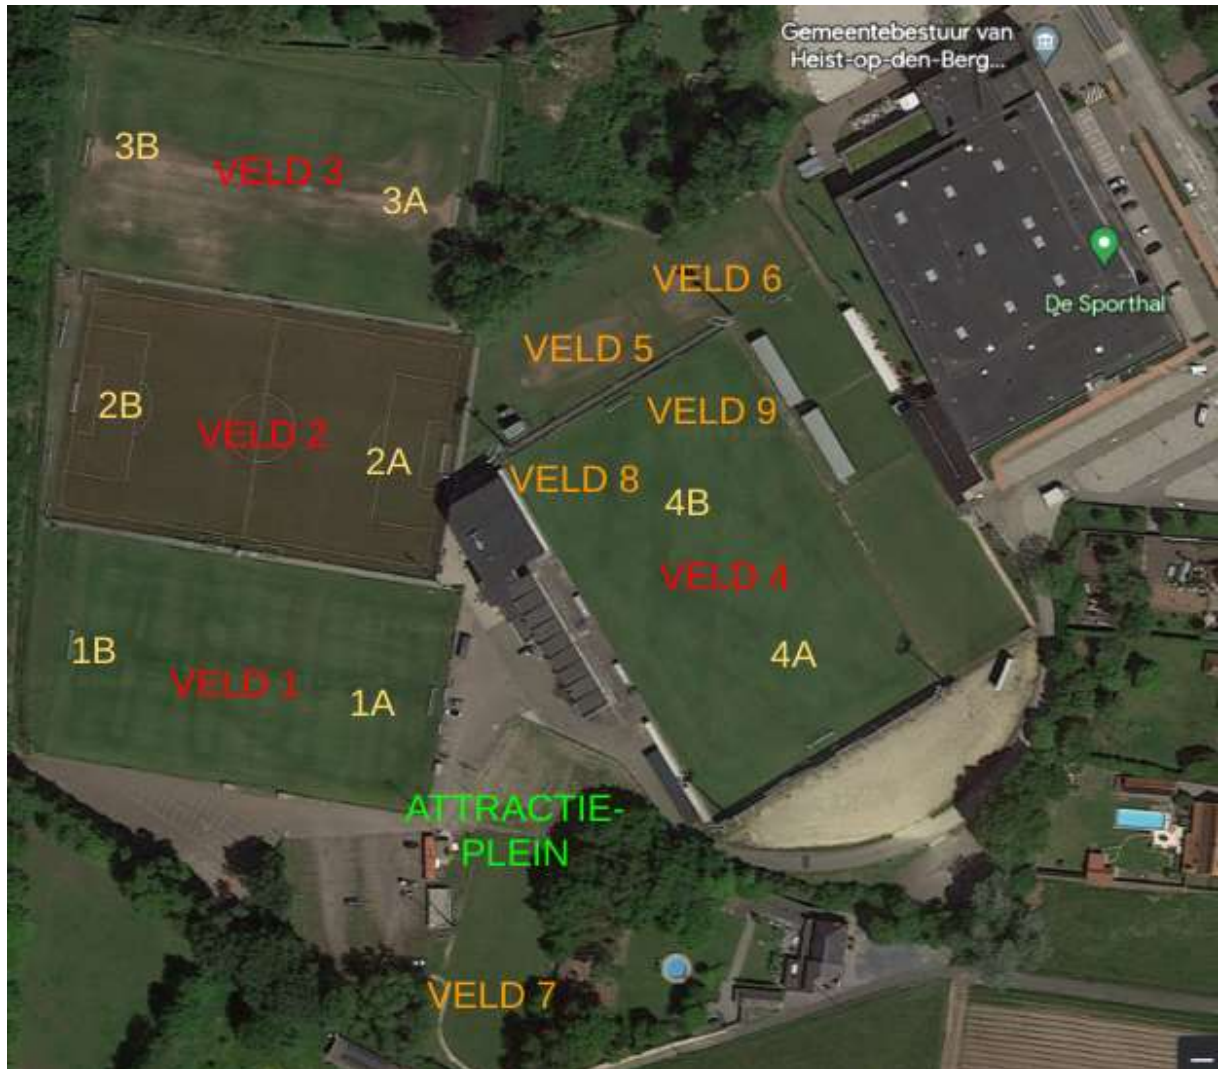 Gemeentebestuur van
Heist-op-den-Berg...
3B
VELD 3
3A
VELD 6
De Sporthal
VELD 5
2B
VELD 9
VELD 2
2A
VELD 8
4B
VELD 4
1B
4A
VELD 1
1A
ATTRACTIE-
PLEIN
VELD 7